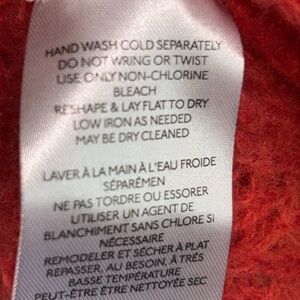 HAND WASH COLD SEPARATELY
DO NOT WRING OR TWIST
USE ONLY NON-CHLORINE
BLEACH
RESHAPE & LAY FLAT TO DRY
LOW IRON AS NEEDED
MAY BE DRY CLEANED
LAVER À LA MAIN À L'EAU FROIDE
SÉPARÉMEN
NE PAS TORDRE OU ESSORER
UTILISER UN AGENT DE
BLANCHIMENT SANS CHLORE SI
NÉCESSAIRE
REMODELER ET SÉCHER À PLAT
REPASSER, AU BESOIN, À TRÈS
BASSE TEMPÉRATURE
PEUT-ÊTRE ÊTRE NETTOYÉE SEC